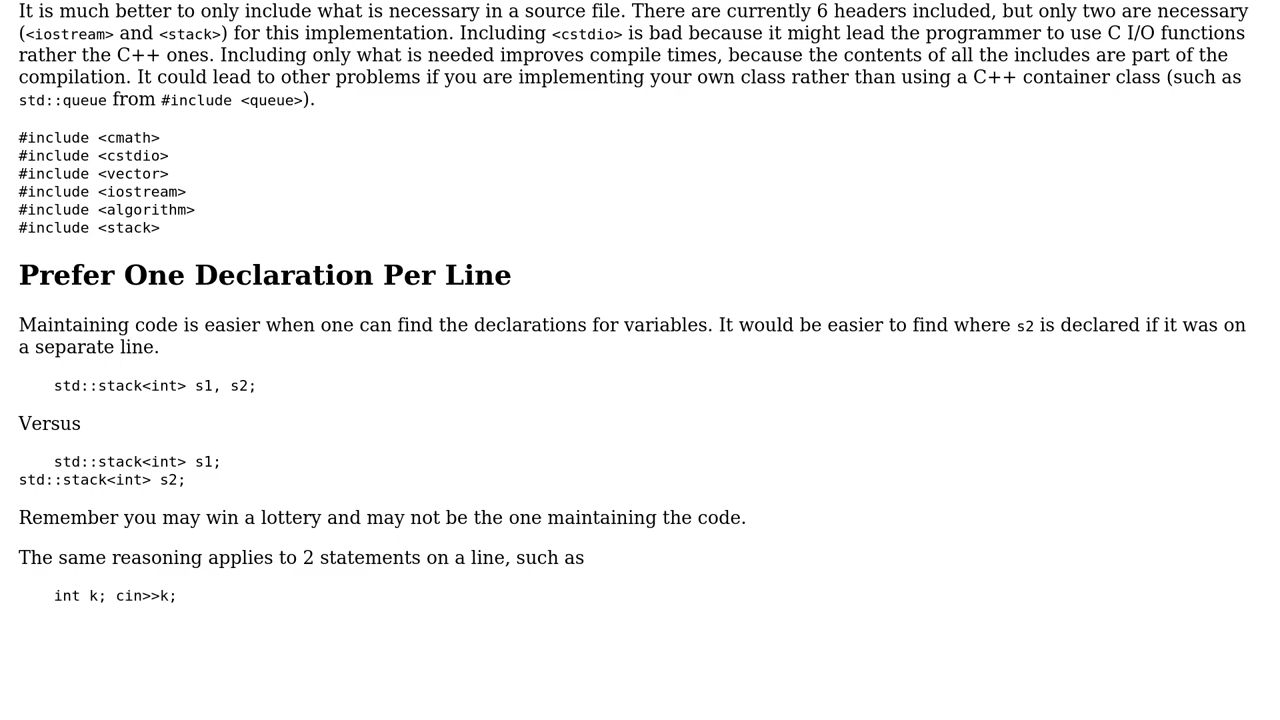 It is much better to only include what is necessary in a source file. There are currently 6 headers included, but only two are necessary
(<iostream> and <stack>) for this implementation. Including <cstdio> is bad because it might lead the programmer to use C I/O functions
rather the C++ ones. Including only what is needed improves compile times, because the contents of all the includes are part of the
compilation. It could lead to other problems if you are implementing your own class rather than using a C++ container class (such as
std::queue from #include <queue>).
#include <cmath>
#include <cstdio>
#include <vector>
#include <iostream>
#include <algorithm>
#include <stack>
Prefer One Declaration Per Line
Maintaining code is easier when one can find the declarations for variables. It would be easier to find where s2 is declared if it was on
a separate line.
    std::stack<int> s1, s2;
Versus
    std::stack<int> s1;
std::stack<int> s2;
Remember you may win a lottery and may not be the one maintaining the code.
The same reasoning applies to 2 statements on a line, such as
    int k; cin>>k;